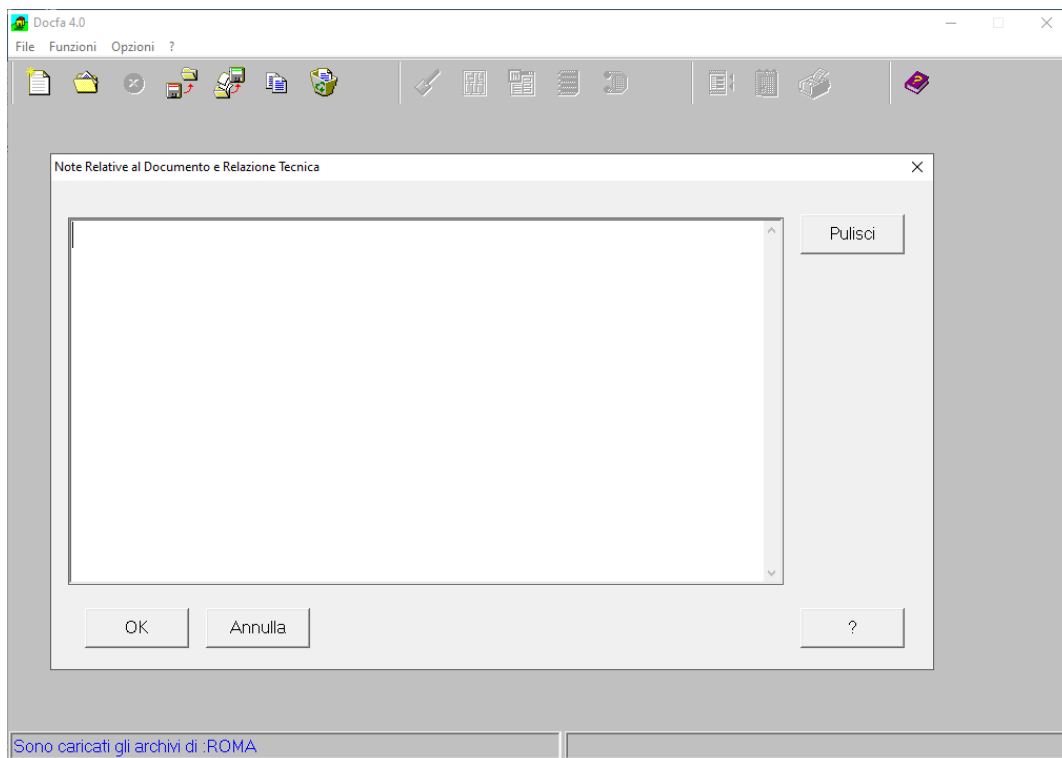 Docfa 4.0
File Funzioni Opzioni ?
Note Relative al Documento e Relazione Tecnica
Pulisci
OK Annulla ?
Sono caricati gli archivi di :ROMA